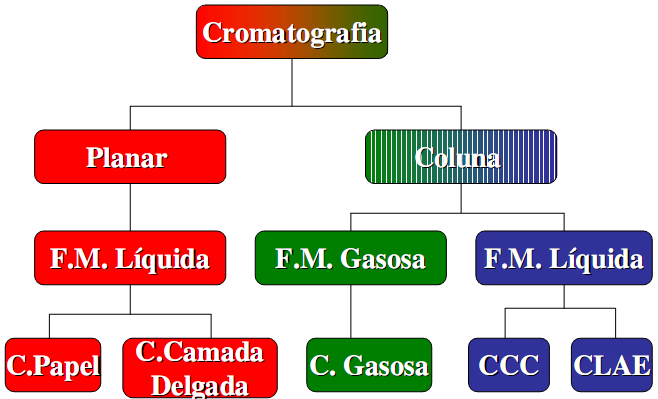 Cromatografia
Planar
Coluna
F.M. Líquida
F.M. Gasosa
F.M. Líquida
C.Papel
C.Camada
Delgada
C. Gasosa
CCC
CLAE